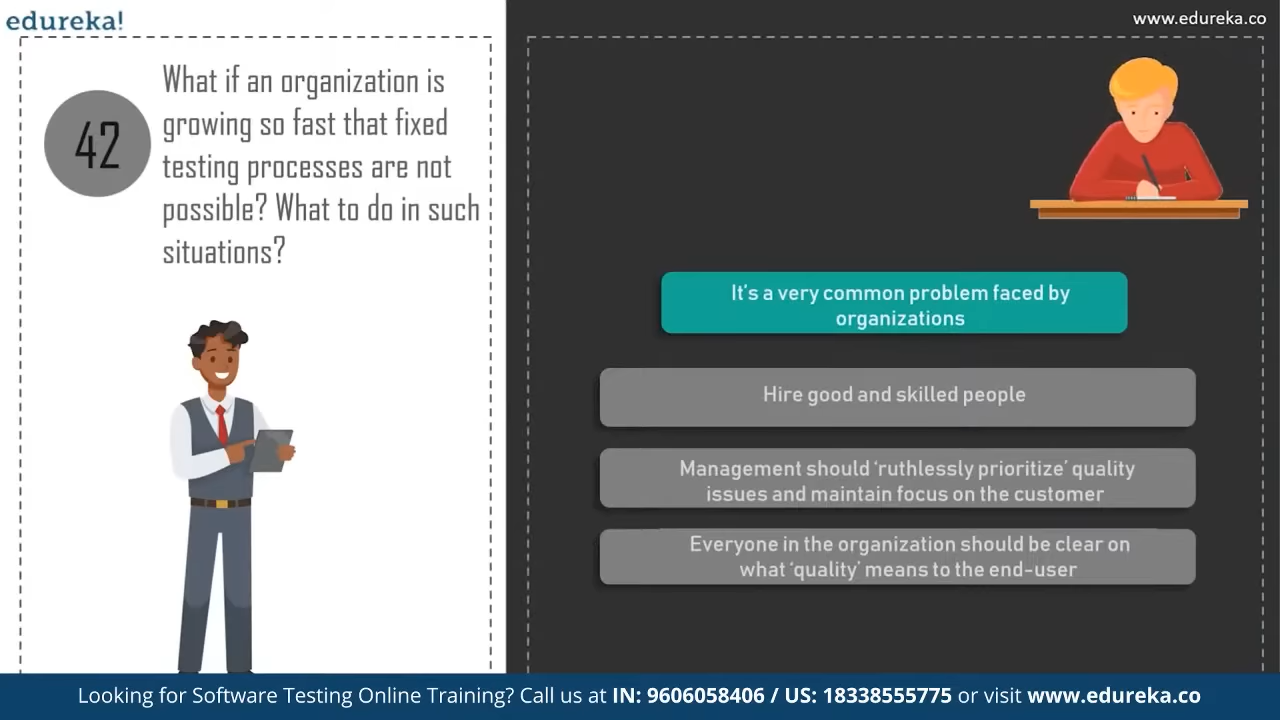 edureka!
www.edureka.co
42
What if an organization is
growing so fast that fixed
testing processes are not
possible? What to do in such
situations?
It's a very common problem faced by
organizations
Hire good and skilled people
Management should ‘ruthlessly prioritize’ quality
issues and maintain focus on the customer
Everyone in the organization should be clear on
what ‘quality’ means to the end-user
Looking for Software Testing Online Training? Call us at IN: 9606058406 / US: 18338555775 or visit www.edureka.co